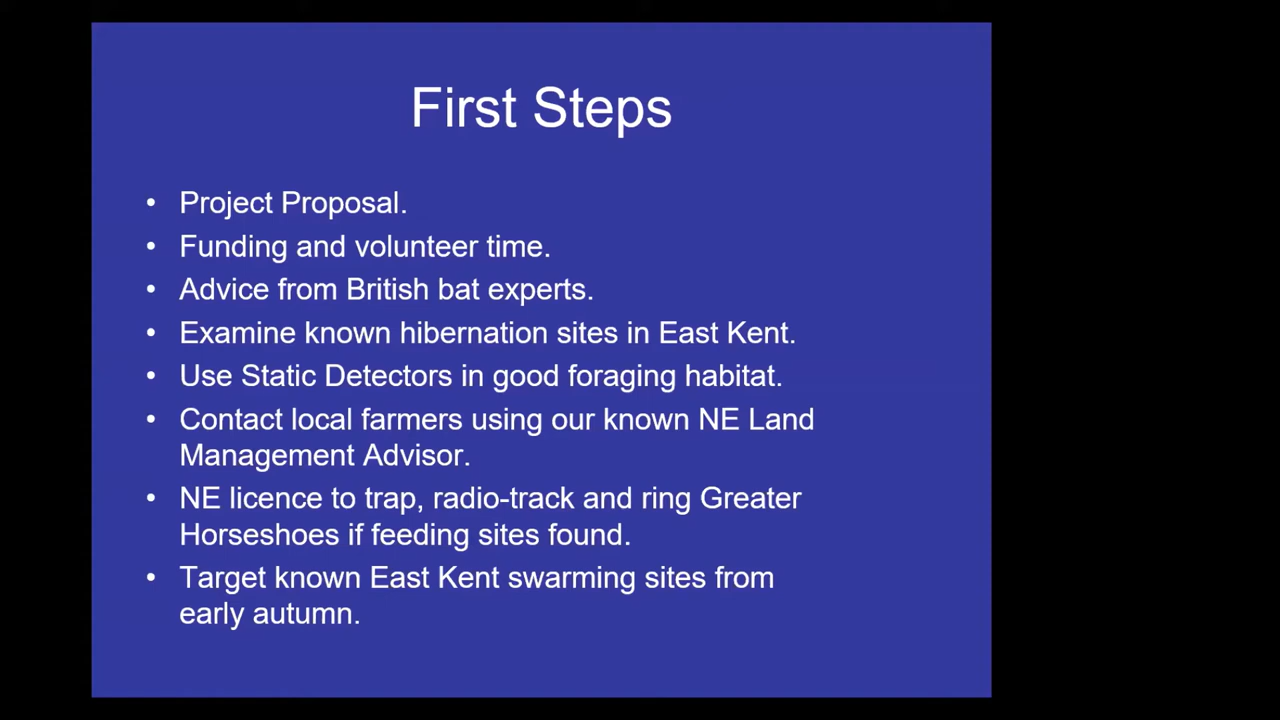 First Steps
• Project Proposal.
• Funding and volunteer time.
• Advice from British bat experts.
• Examine known hibernation sites in East Kent.
• Use Static Detectors in good foraging habitat.
• Contact local farmers using our known NE Land
Management Advisor.
• NE licence to trap, radio-track and ring Greater
Horseshoes if feeding sites found.
• Target known East Kent swarming sites from
early autumn.